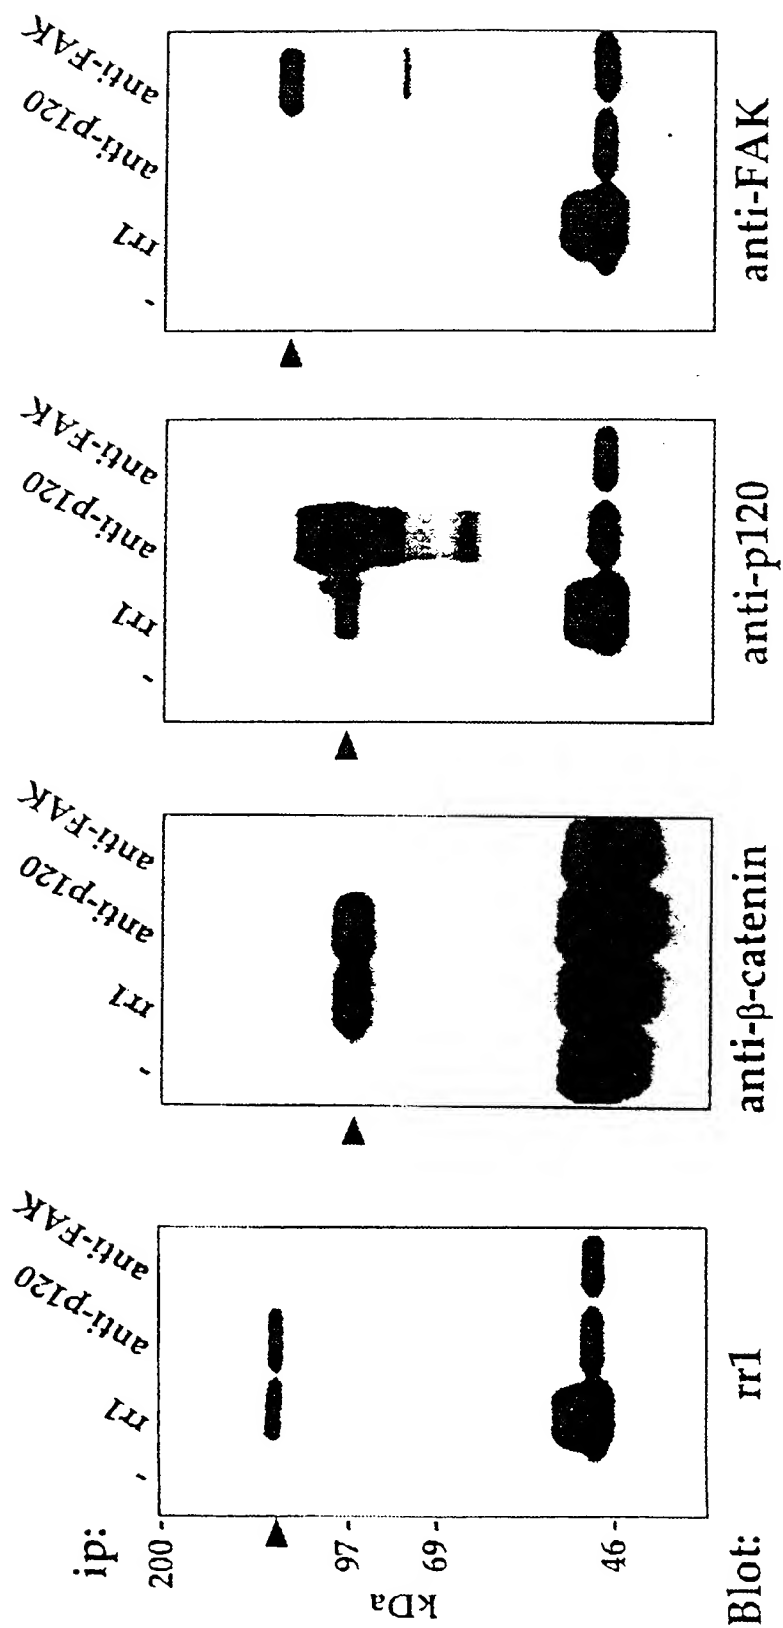 ip:
- rr1 anti-p120 anti-FAK
- rr1 anti-p120 anti-FAK
- rr1 anti-p120 anti-FAK
- rr1 anti-p120 anti-FAK
200-
97-
69-
46-
kDa
Blot: rr1 anti-β-catenin anti-p120 anti-FAK